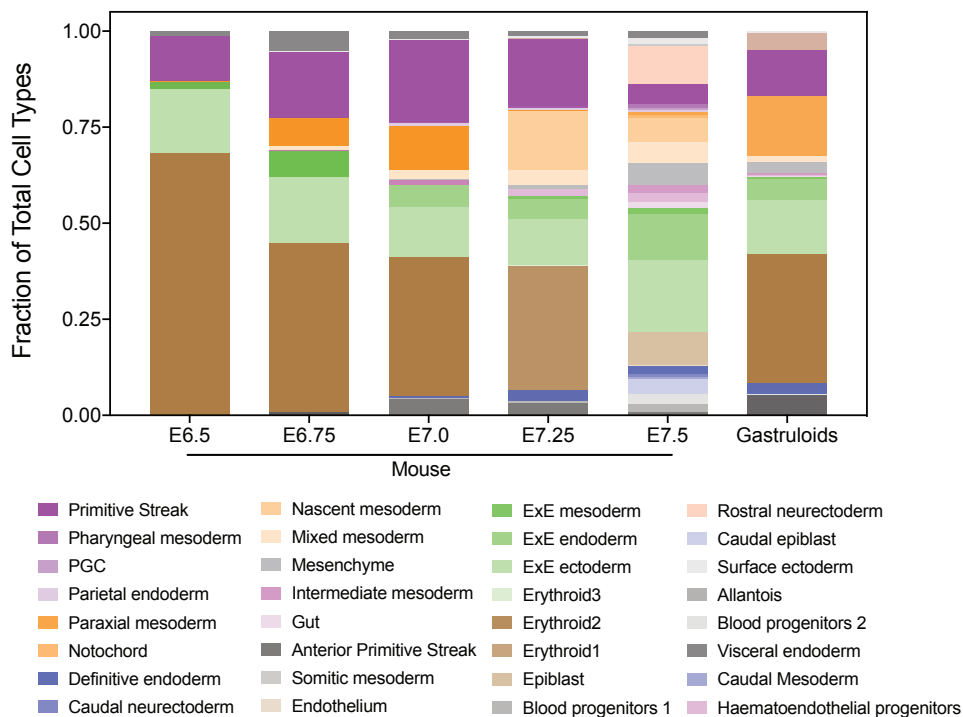 Fraction of Total Cell Types
1.00
0.75
0.50
0.25
0.00
E6.5 E6.75 E7.0 E7.25 E7.5 Gastruloids
Mouse
Primitive Streak
Pharyngeal mesoderm
PGC
Parietal endoderm
Paraxial mesoderm
Notochord
Definitive endoderm
Caudal neurectoderm
Nascent mesoderm
Mixed mesoderm
Mesenchyme
Intermediate mesoderm
Gut
Anterior Primitive Streak
Somitic mesoderm
Endothelium
ExE mesoderm
ExE endoderm
ExE ectoderm
Erythroid3
Erythroid2
Erythroid1
Epiblast
Blood progenitors 1
Rostral neurectoderm
Caudal epiblast
Surface ectoderm
Allantois
Blood progenitors 2
Visceral endoderm
Caudal Mesoderm
Haematoendothelial progenitors